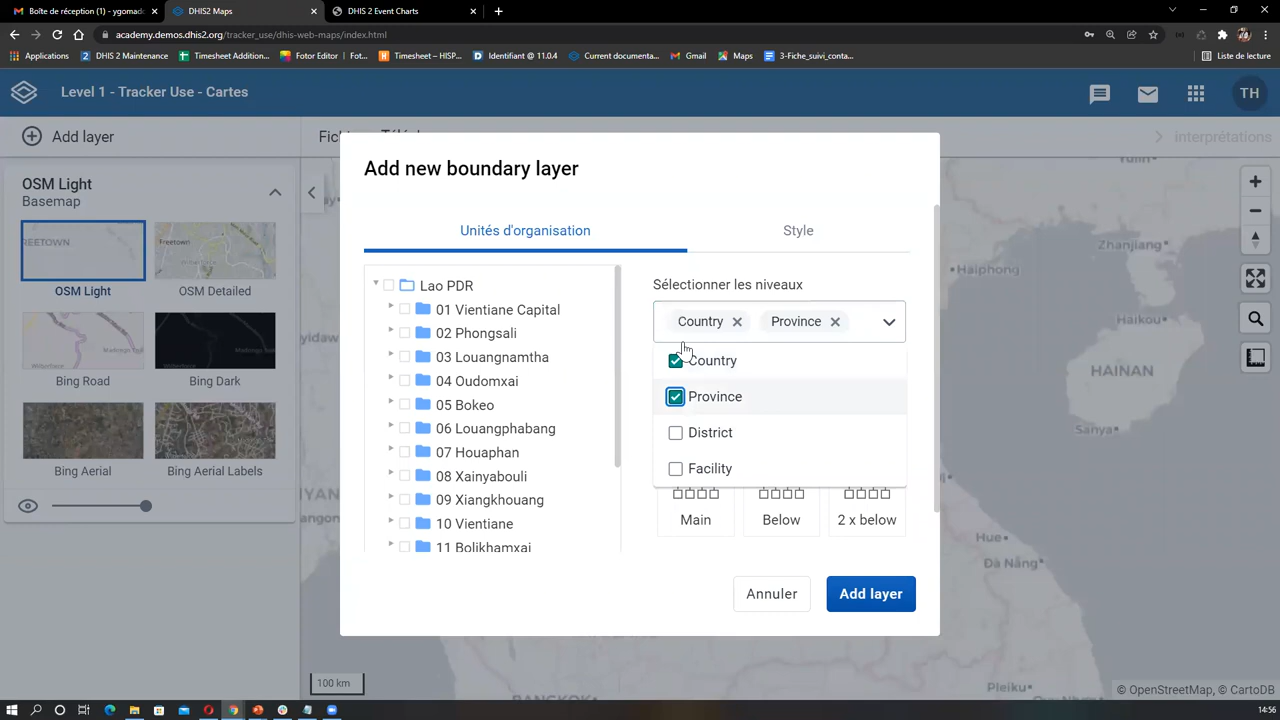 Boîte de réception (1) - ygomad
DHIS2 Maps
DHIS 2 Event Charts
academy.demos.dhis2.org/tracker_use/dhis-web-maps/index.html
Applications
DHIS 2 Maintenance
Timesheet Addition...
Fotor Editor | Fot...
Timesheet – HISP...
Identifiant @ 11.0.4
Current documenta...
Gmail
Maps
3-Fiche_suivi_conta...
Liste de lecture
Level 1 - Tracker Use - Cartes
TH
Add layer
interprétations
OSM Light
Basemap
FREETOWN
Freetown
OSM Light
OSM Detailed
Bing Road
Bing Dark
Bing Aerial
Bing Aerial Labels
Add new boundary layer
Unités d'organisation
Style
Lao PDR
01 Vientiane Capital
02 Phongsali
03 Louangnamtha
04 Oudomxai
05 Bokeo
06 Louangphabang
07 Houaphan
08 Xainyabouli
09 Xiangkhouang
10 Vientiane
11 Bolikhamxai
Sélectionner les niveaux
Country
Province
Country
Province
District
Facility
Main
Below
2 x below
Annuler
Add layer
Yulin
Zhanjiang
Haiphong
Haikou
HAINAN
Sanya
Hue
Đà Nẵng
Pleiku
BANGKOK
100 km
© OpenStreetMap, © CartoDB
14:56